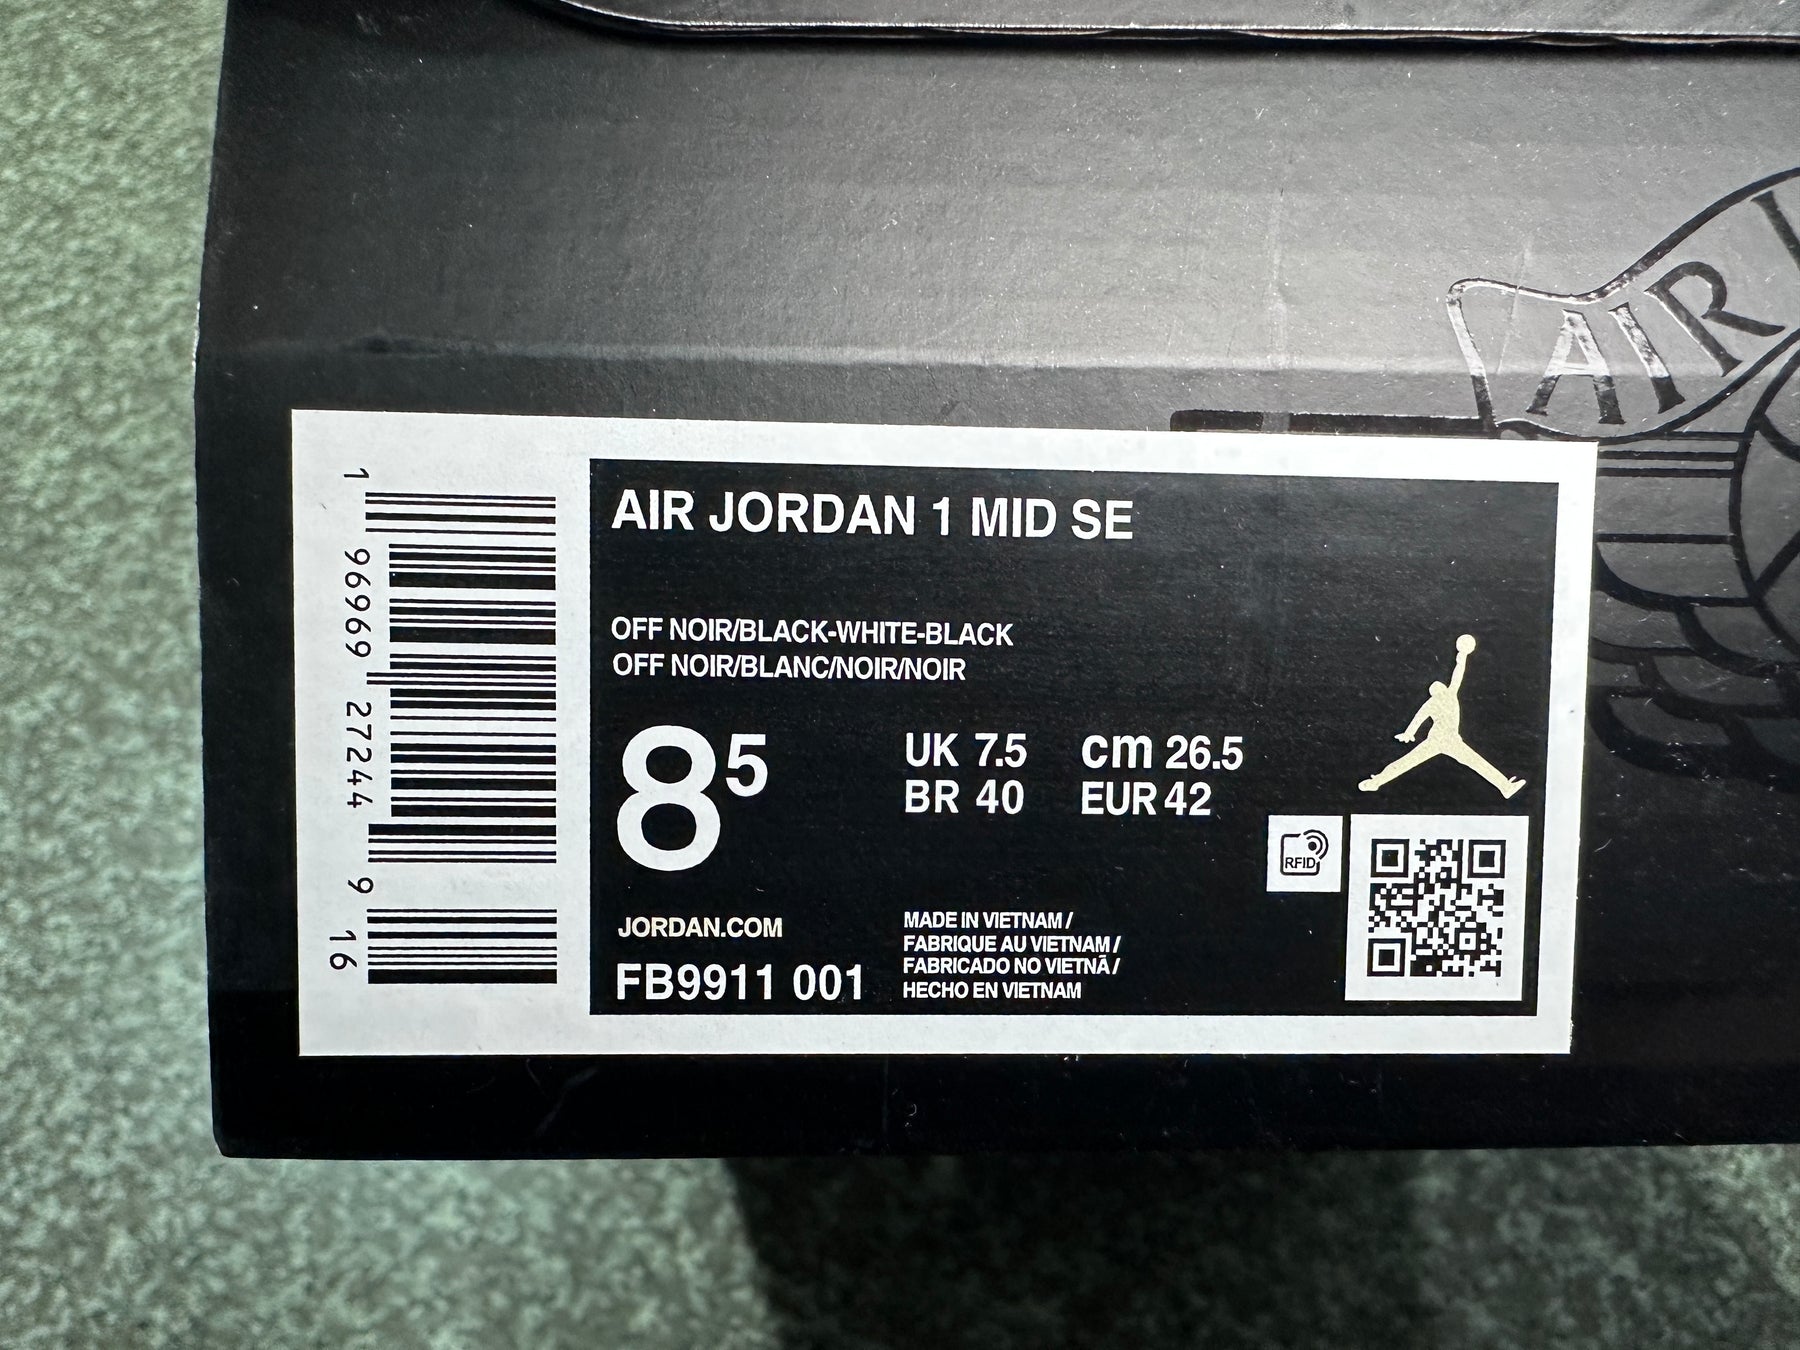 AIR
AIR JORDAN 1 MID SE
OFF NOIR/BLACK-WHITE-BLACK
OFF NOIR/BLANC/NOIR/NOIR
8 5
UK 7.5 cm 26.5
BR 40 EUR 42
RFID
JORDAN.COM
FB9911 001
MADE IN VIETNAM /
FABRIQUE AU VIETNAM /
FABRICADO NO VIETNÃ /
HECHO EN VIETNAM
1 96969 27244 9 16